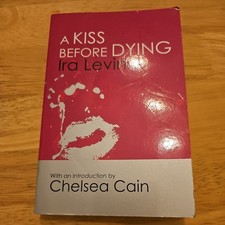 A KISS
BEFORE DYING
Ira Levin
With an introduction by
Chelsea Cain